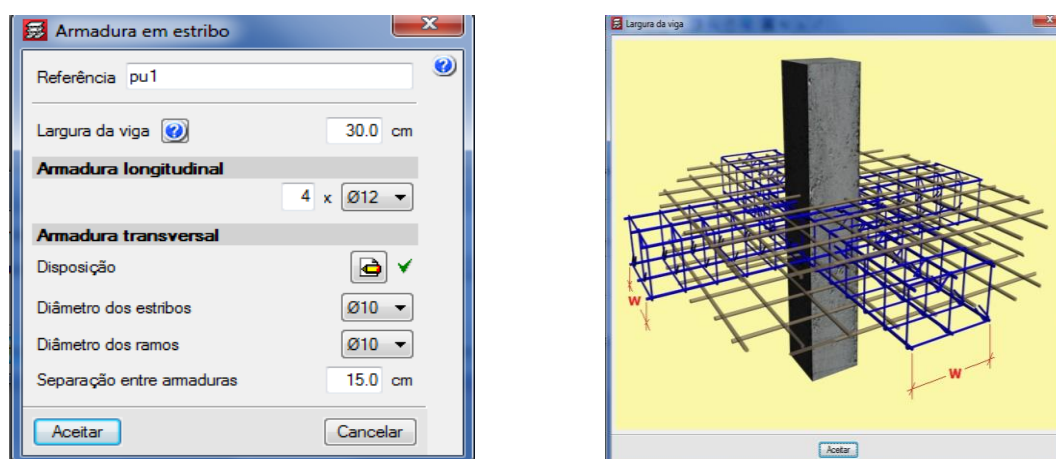 Armadura em estribo
Referência pu1
Largura da viga 30.0 cm
Armadura longitudinal
4 x Ø12
Armadura transversal
Disposição
Diâmetro dos estribos Ø10
Diâmetro dos ramos Ø10
Separação entre armaduras 15.0 cm
Aceitar Cancelar
Largura da viga
W
W
Aceitar